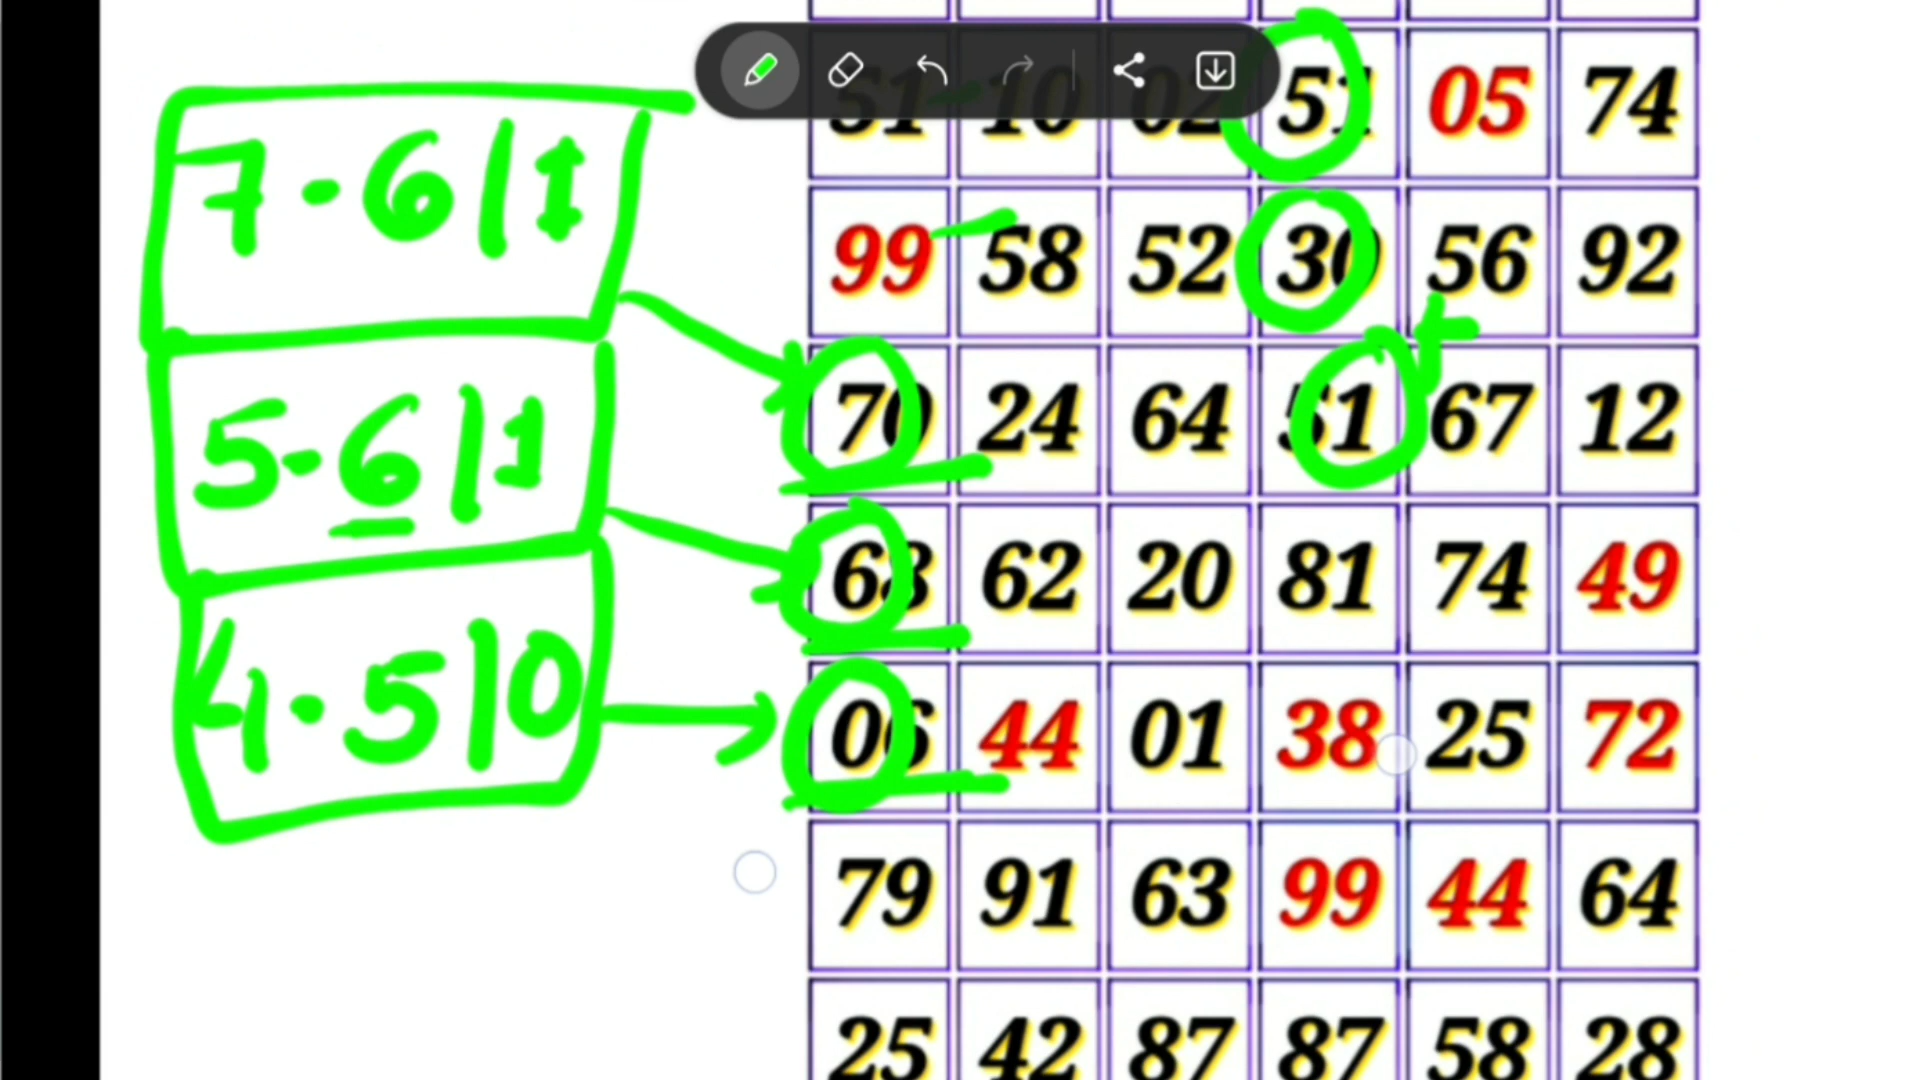 51 10 02 51 05 74
7-6|1
99 58 52 30 56 92
70 24 64 51 67 12
5-6|1
68 62 20 81 74 49
4-5|0
06 44 01 38 25 72
79 91 63 99 44 64
25 42 87 87 58 28